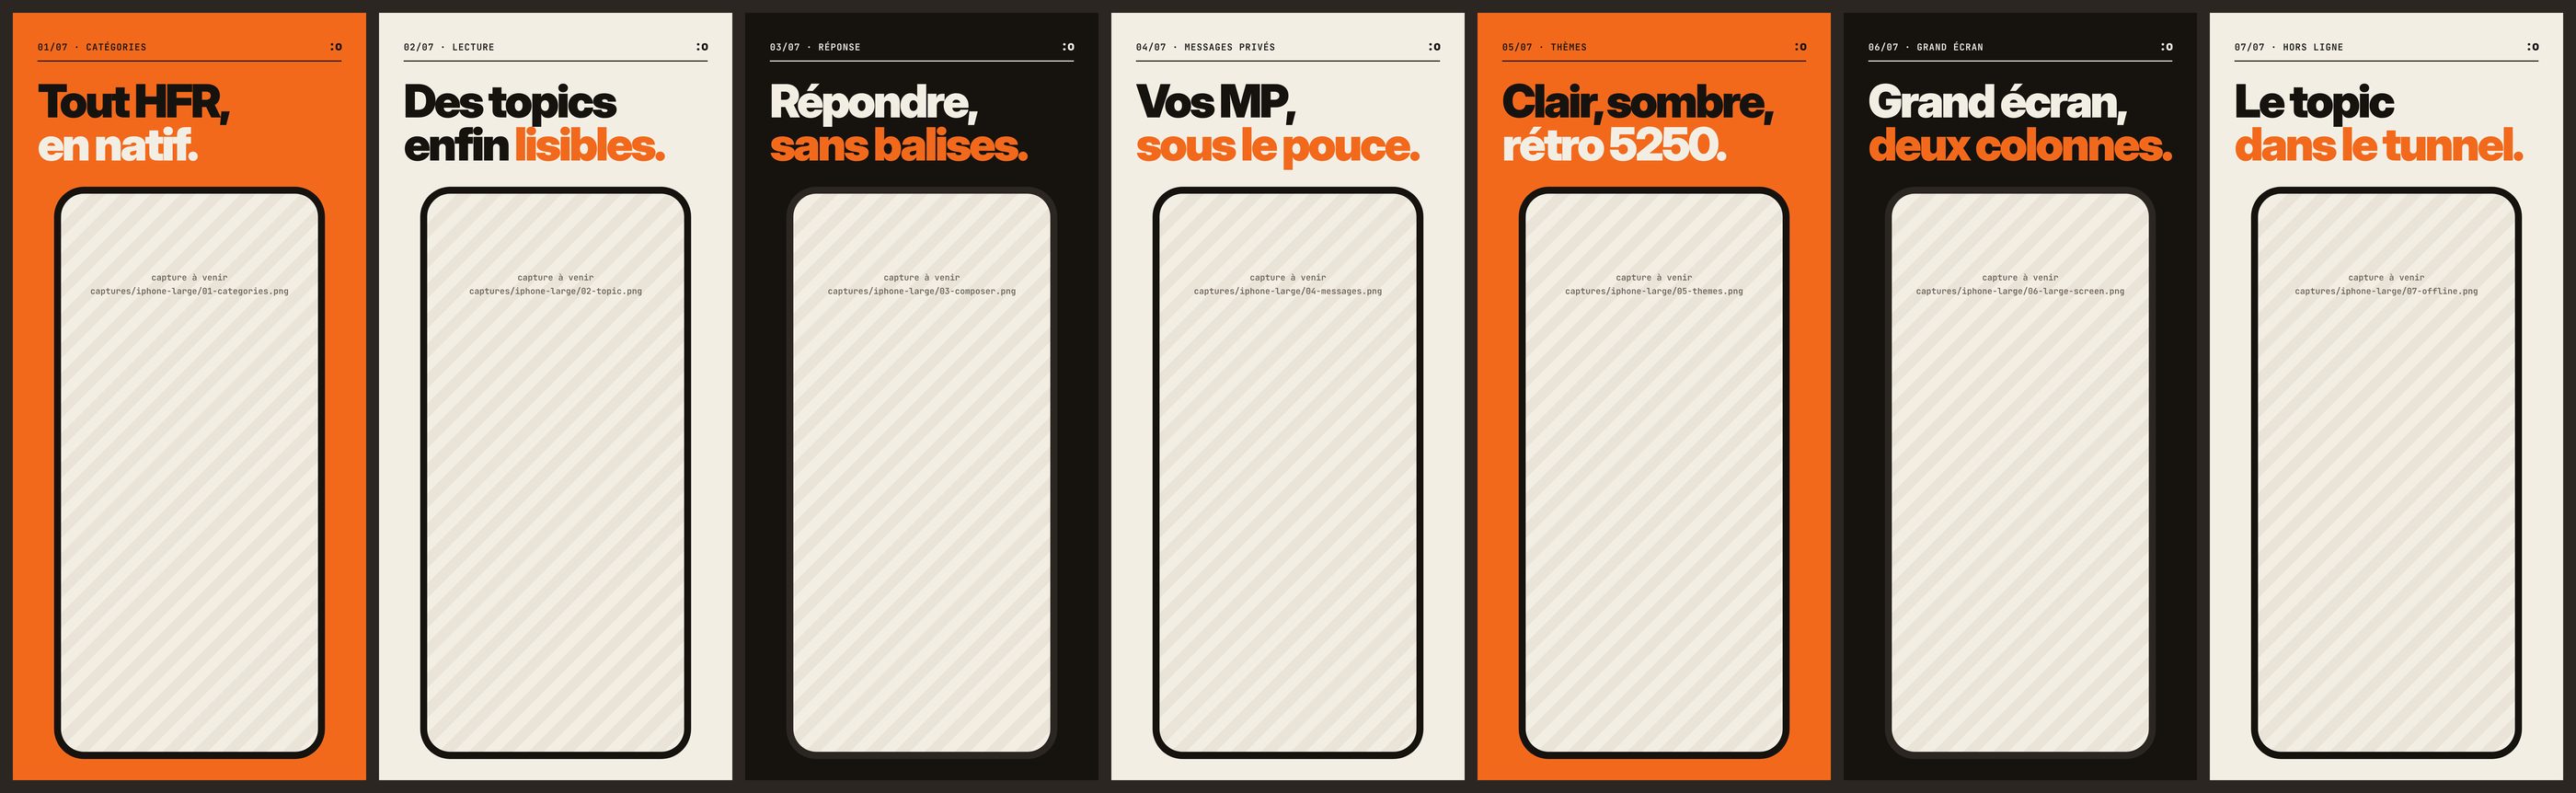 01/07 · CATÉGORIES :o
Tout HFR,
en natif.
capture à venir
captures/iphone-large/01-categories.png
02/07 · LECTURE :o
Des topics
enfin lisibles.
capture à venir
captures/iphone-large/02-topic.png
03/07 · RÉPONSE :o
Répondre,
sans balises.
capture à venir
captures/iphone-large/03-composer.png
04/07 · MESSAGES PRIVÉS :o
Vos MP,
sous le pouce.
capture à venir
captures/iphone-large/04-messages.png
05/07 · THÈMES :o
Clair, sombre,
rétro 5250.
capture à venir
captures/iphone-large/05-themes.png
06/07 · GRAND ÉCRAN :o
Grand écran,
deux colonnes.
capture à venir
captures/iphone-large/06-large-screen.png
07/07 · HORS LIGNE :o
Le topic
dans le tunnel.
capture à venir
captures/iphone-large/07-offline.png